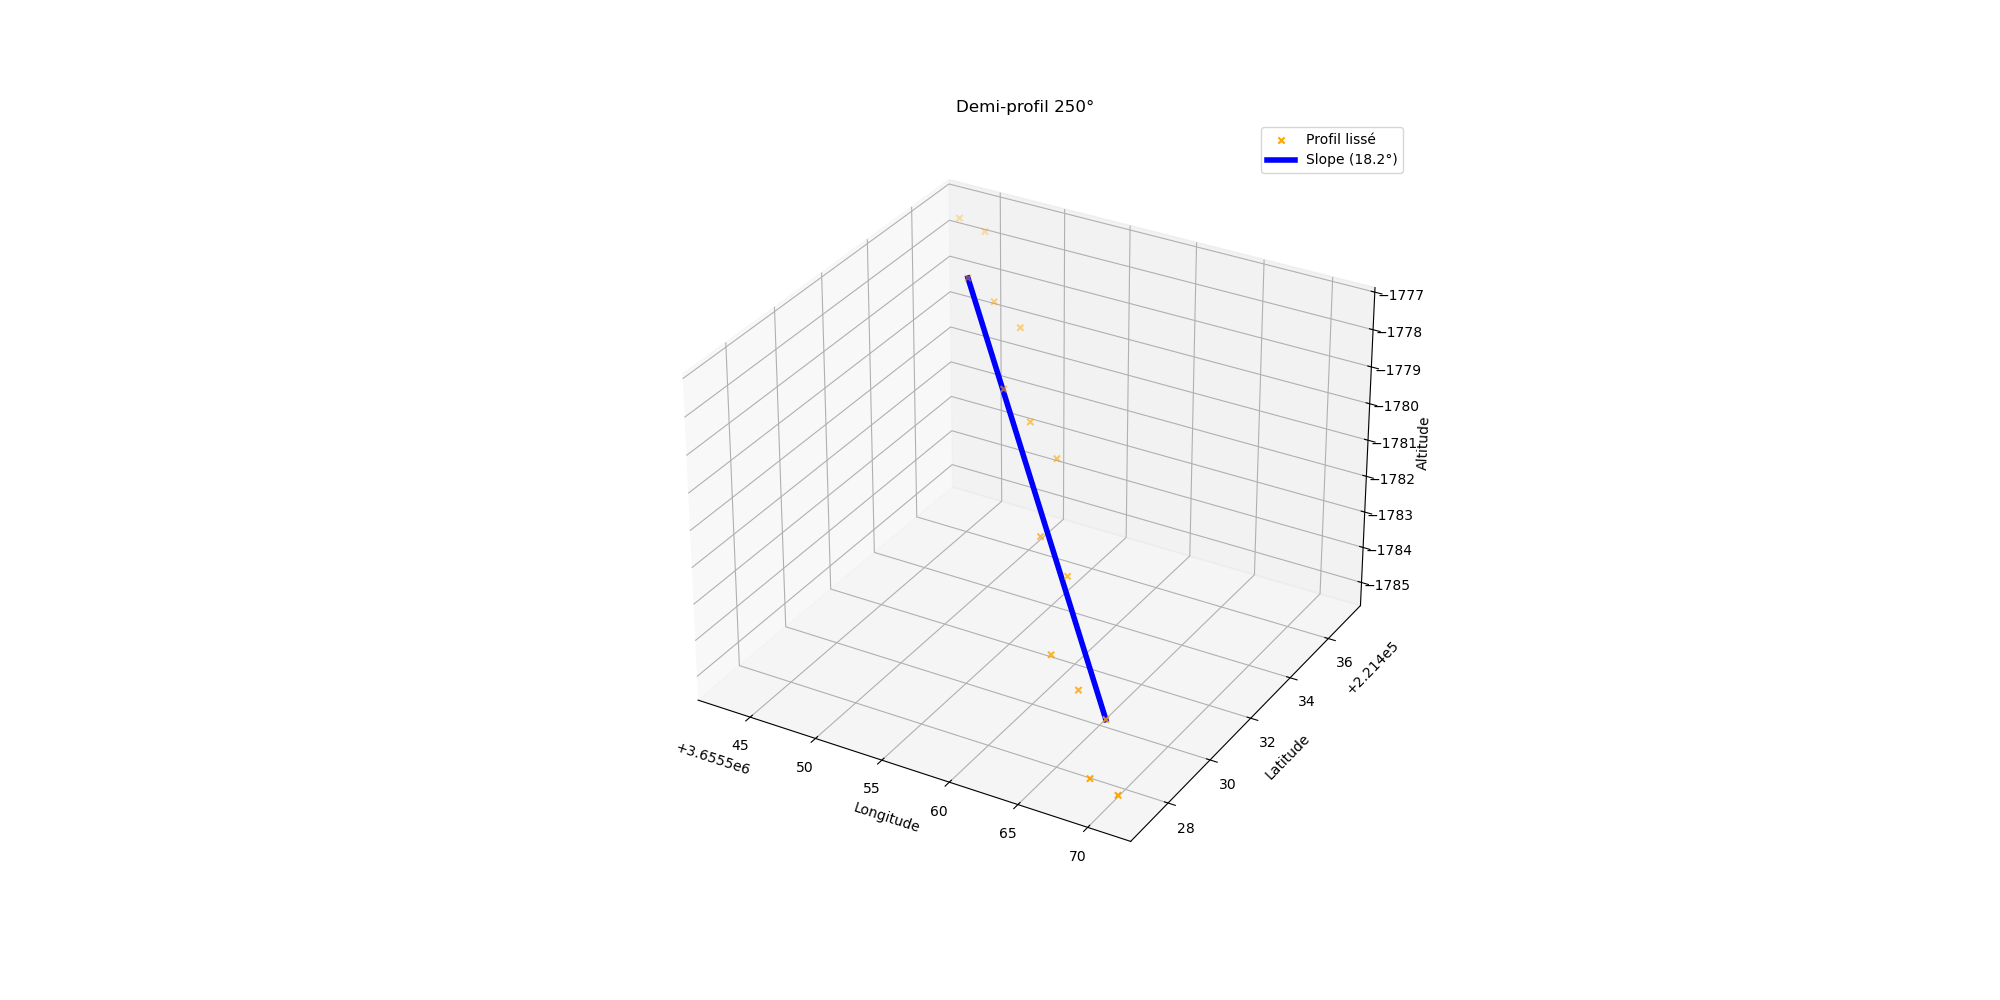 Demi-profil 250°
Profil lissé
Slope (18.2°)
−1777
−1778
−1779
−1780
−1781
−1782
−1783
−1784
−1785
Altitude
36
34
32
30
28
+2.214e5
Latitude
45
50
55
60
65
70
+3.6555e6
Longitude